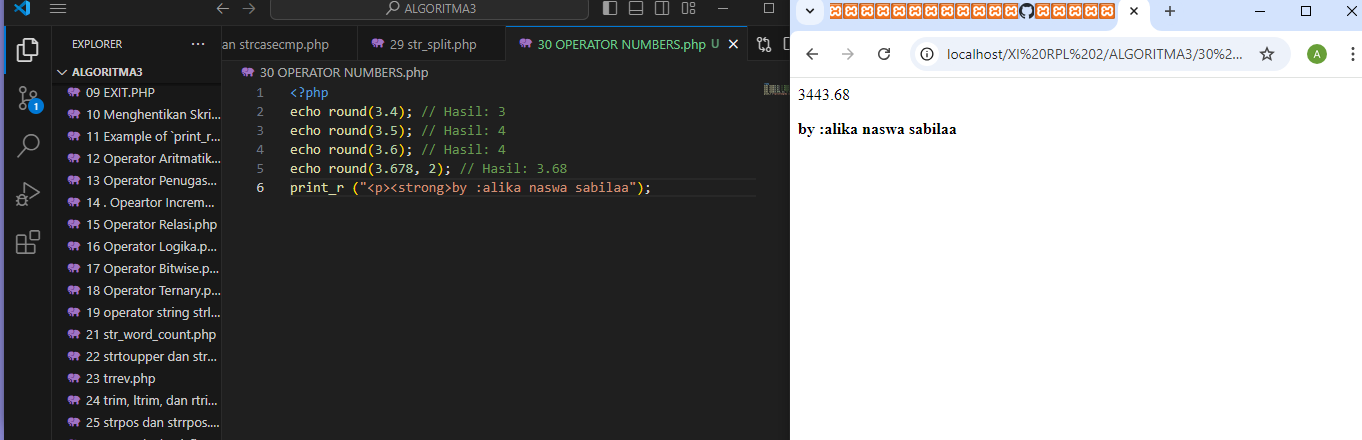 ALGORITMA3
EXPLORER
ALGORITMA3
09 EXIT.PHP
10 Menghentikan Skri...
11 Example of `print_r...
12 Operator Aritmatik...
13 Operator Penugas...
14 . Opeartor Increm...
15 Operator Relasi.php
16 Operator Logika.p...
17 Operator Bitwise.p...
18 Operator Ternary.p...
19 operator string strl...
21 str_word_count.php
22 strtoupper dan str...
23 trrev.php
24 trim, ltrim, dan rtri...
25 strpos dan strrpos....
1
an strcasecmp.php
29 str_split.php
30 OPERATOR NUMBERS.php U
30 OPERATOR NUMBERS.php
1 <?php
2 echo round(3.4); // Hasil: 3
3 echo round(3.5); // Hasil: 4
4 echo round(3.6); // Hasil: 4
5 echo round(3.678, 2); // Hasil: 3.68
6 print_r ("<p><strong>by :alika naswa sabilaa");
localhost/XI%20RPL%202/ALGORITMA3/30%2...
A
3443.68
by :alika naswa sabilaa